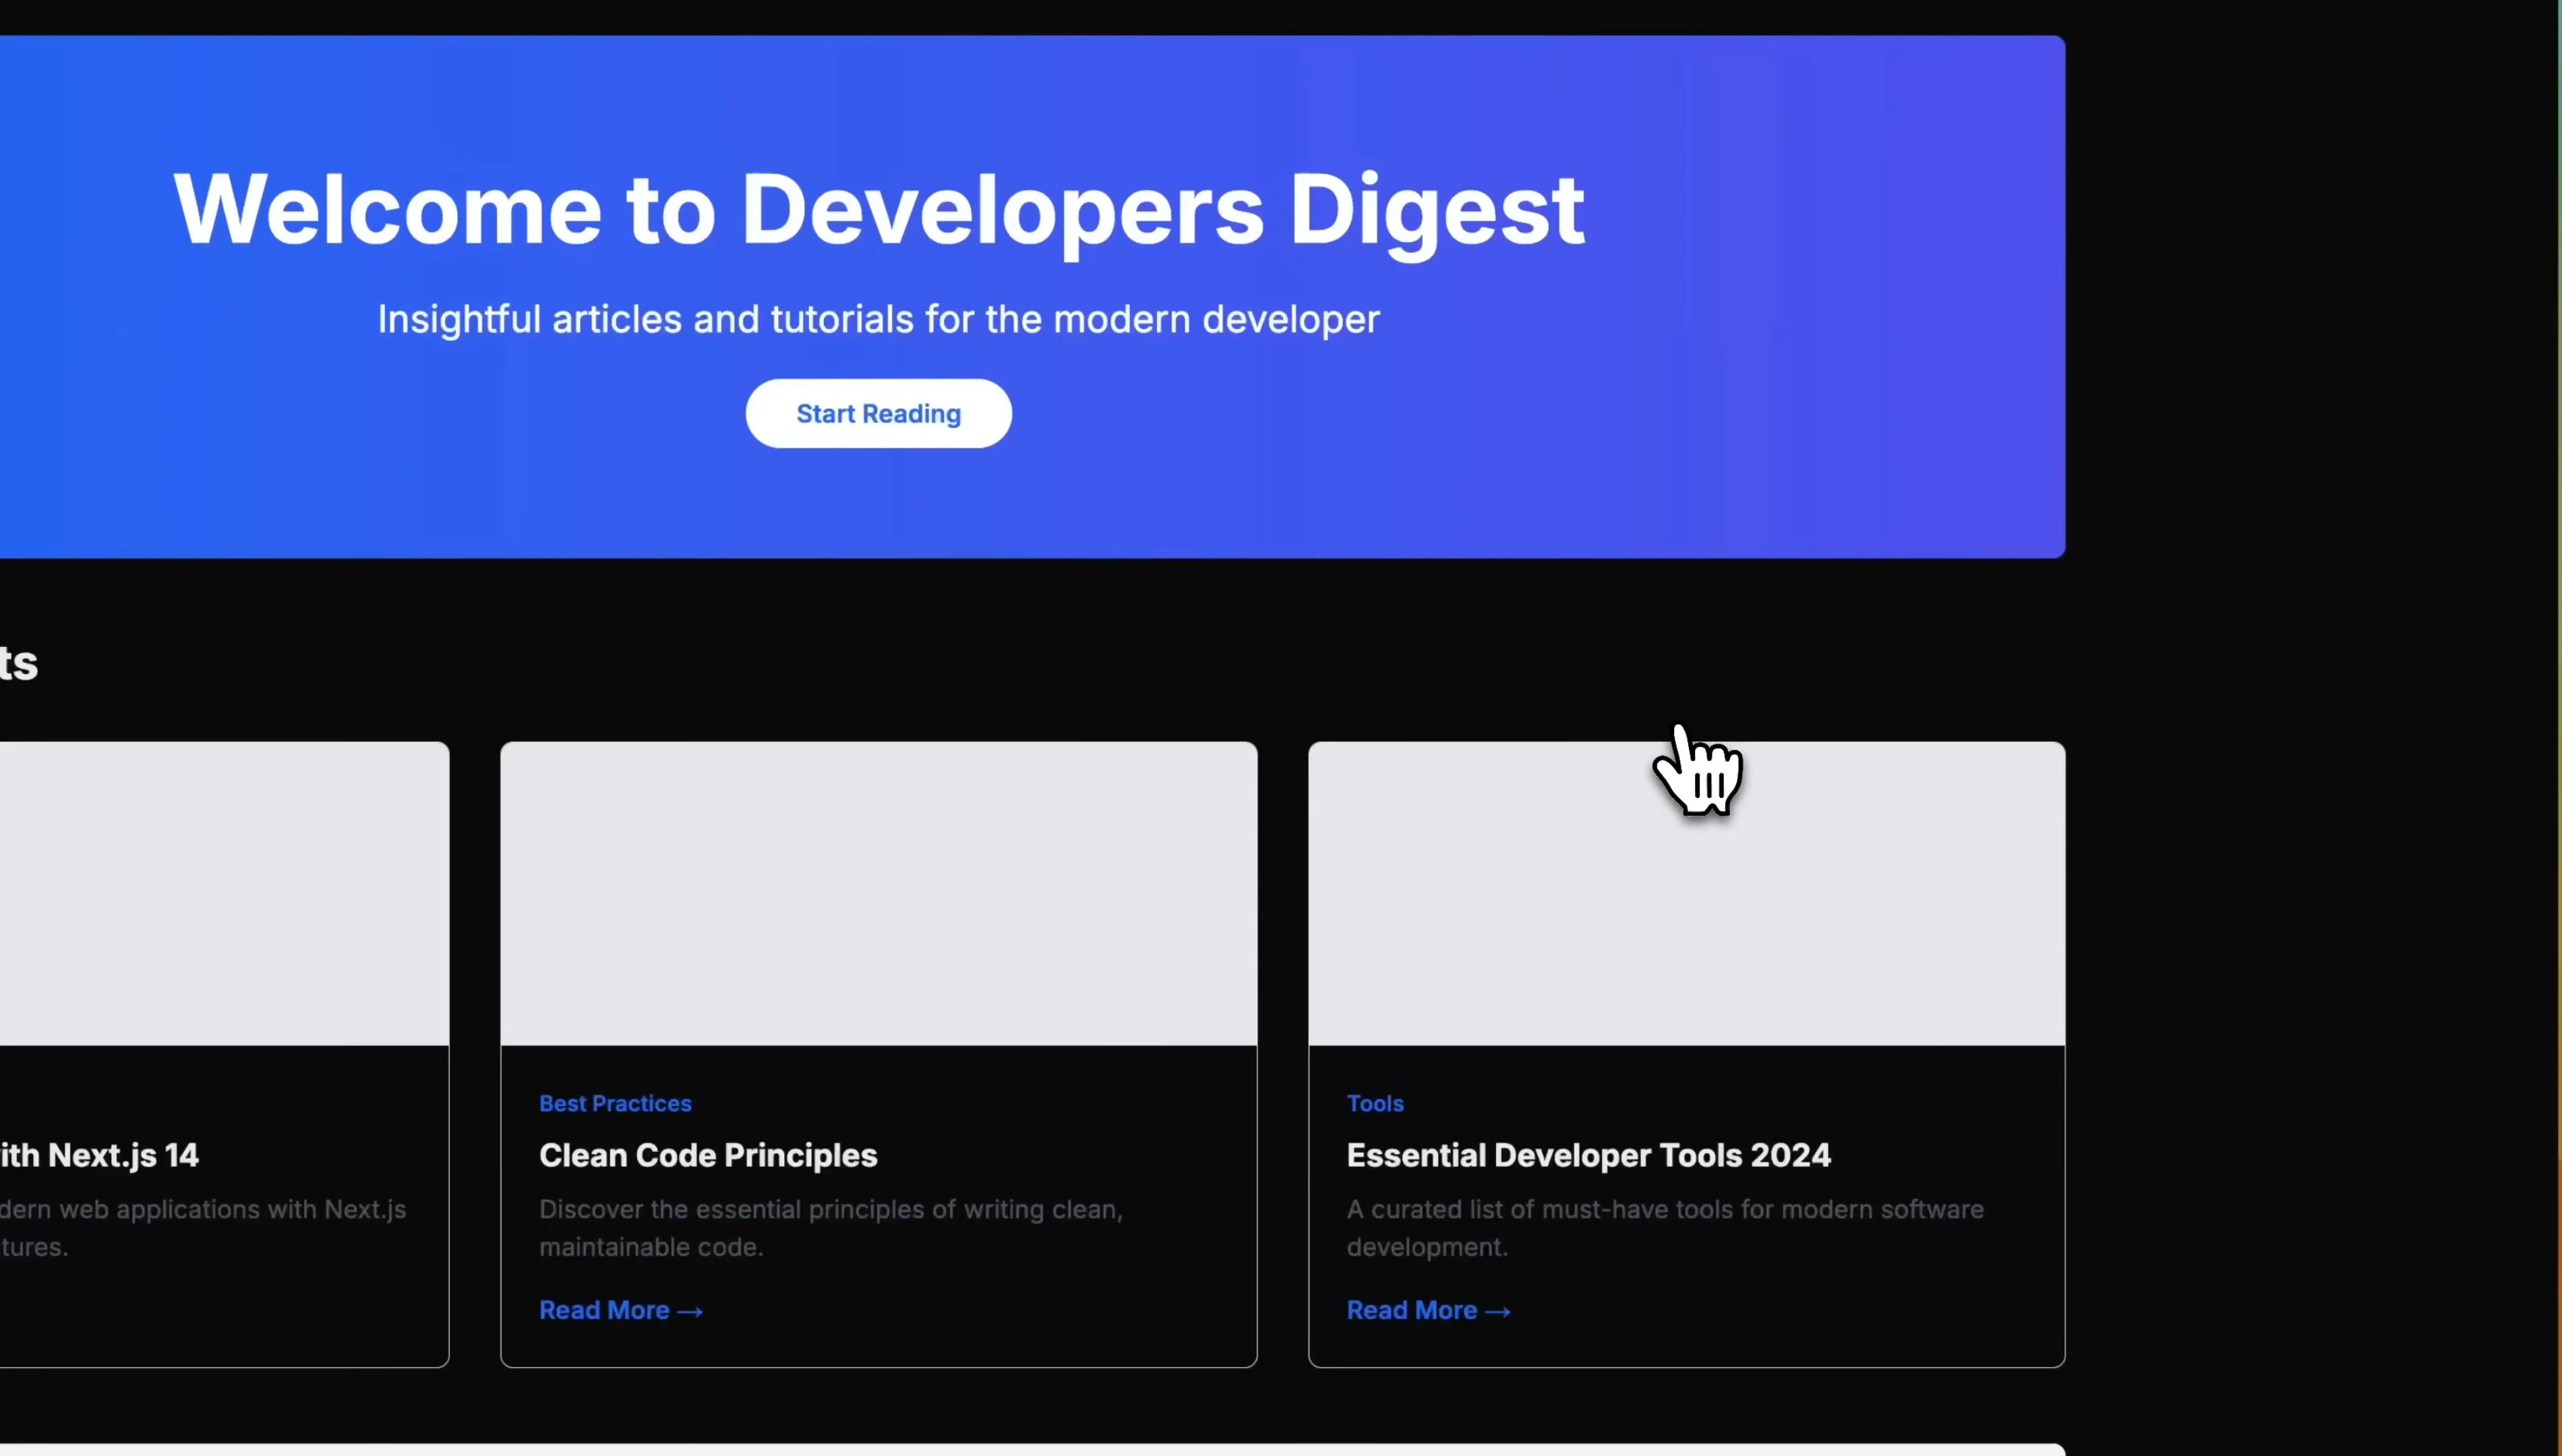 Welcome to Developers Digest
Insightful articles and tutorials for the modern developer
Start Reading
ts
ith Next.js 14
dern web applications with Next.js
tures.
Best Practices
Clean Code Principles
Discover the essential principles of writing clean,
maintainable code.
Read More →
Tools
Essential Developer Tools 2024
A curated list of must-have tools for modern software
development.
Read More →